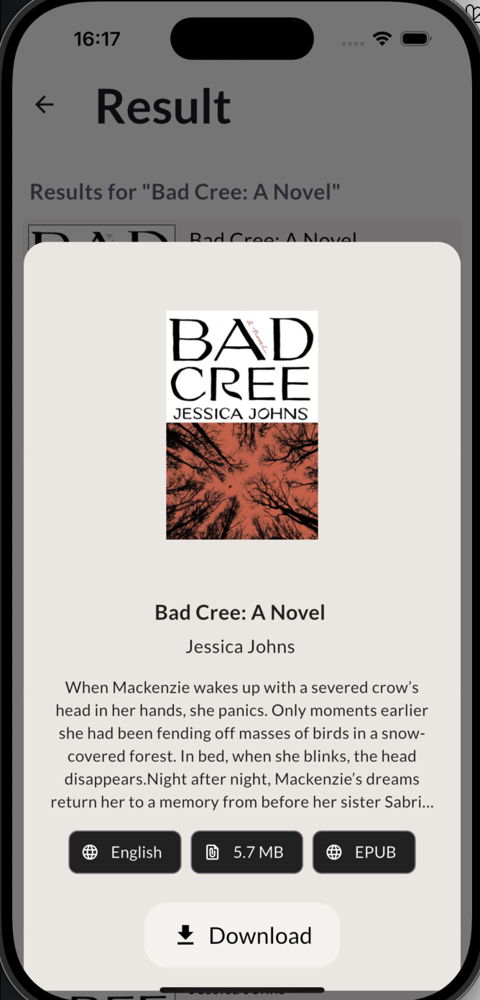 16:17
Result
Results for "Bad Cree: A Novel"
Bad Cree: A Novel
BAD
a novel
CREE
JESSICA JOHNS
Bad Cree: A Novel
Jessica Johns
When Mackenzie wakes up with a severed crow’s
head in her hands, she panics. Only moments earlier
she had been fending off masses of birds in a snow-
covered forest. In bed, when she blinks, the head
disappears.Night after night, Mackenzie’s dreams
return her to a memory from before her sister Sabri...
English
5.7 MB
EPUB
Download